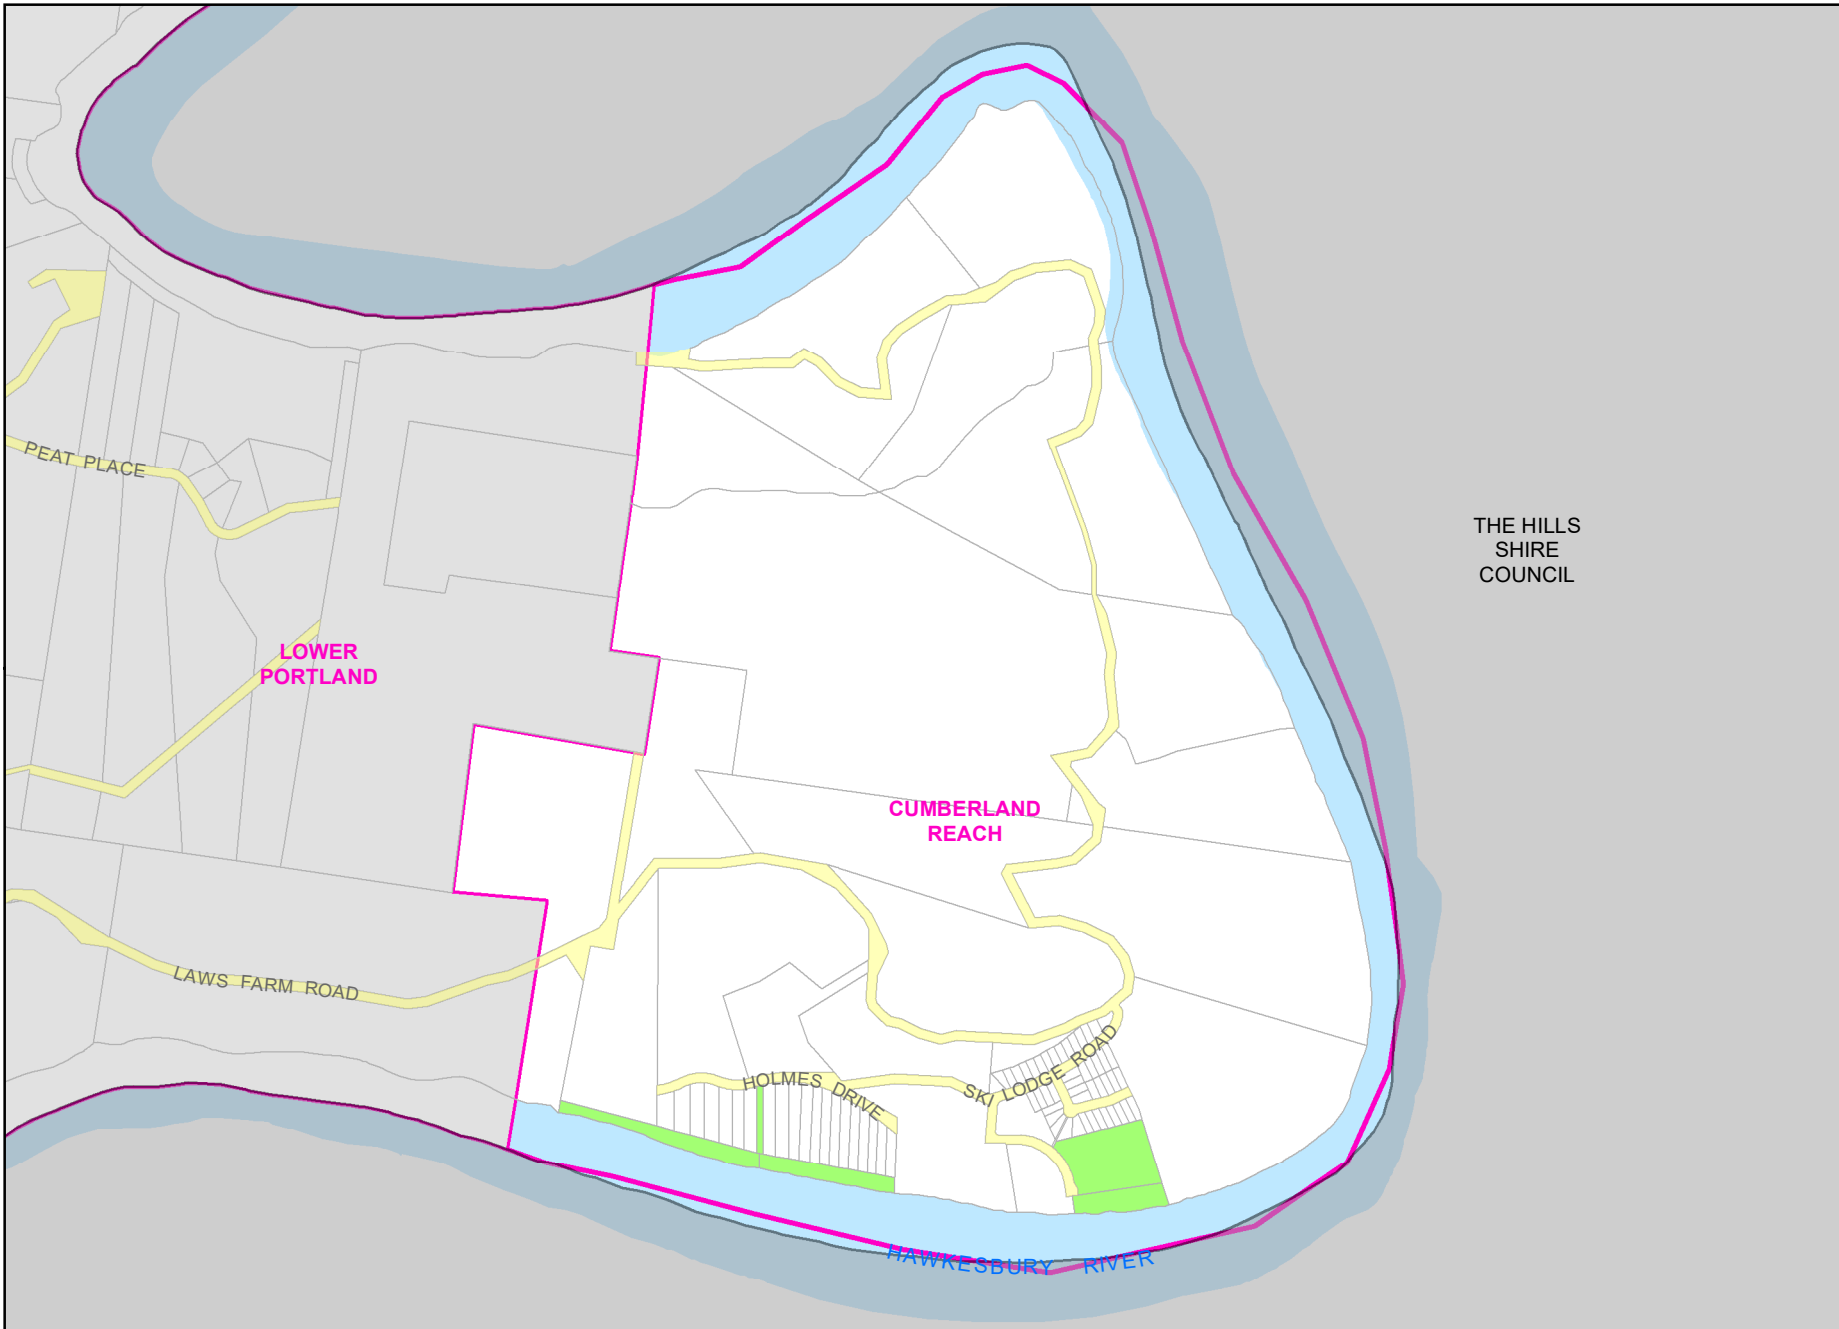 PEAT PLACE
THE HILLS
SHIRE
COUNCIL
LOWER
PORTLAND
CUMBERLAND
REACH
LAWS FARM ROAD
SKI LODGE ROAD
HOLMES DRIVE
HAWKESBURY RIVER